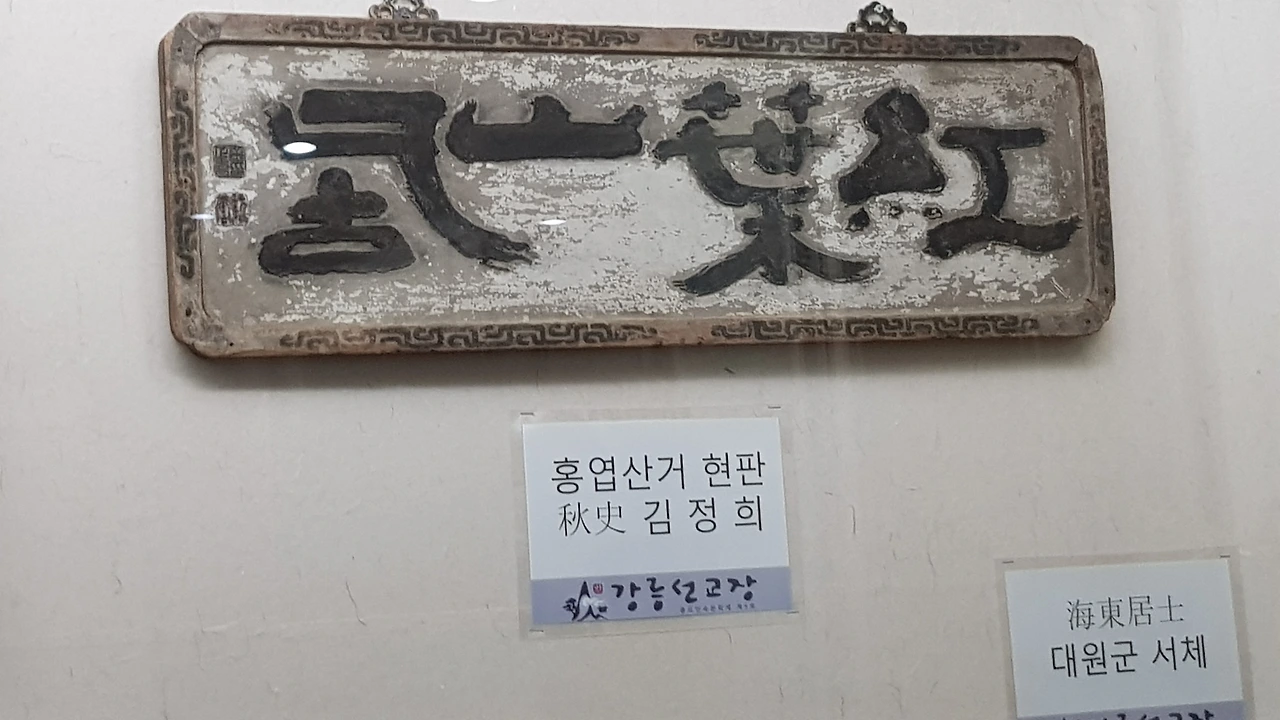 紅葉山居
홍엽산거 현판
秋史 김 정 희
강릉선교장
海東居士
대원군 서체